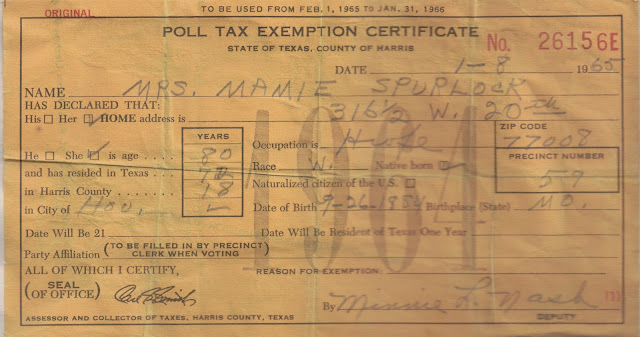 ORIGINAL
TO BE USED FROM FEB. 1, 1965 TO JAN. 31, 1966
POLL TAX EXEMPTION CERTIFICATE
STATE OF TEXAS, COUNTY OF HARRIS
No. 26156E
DATE 1-8 1965
NAME MRS. MAMIE SPURLOCK
HAS DECLARED THAT:
His Her HOME address is 316 1/2 W. 20th
ZIP CODE
77008
YEARS
He She is age .... 80
Occupation is
PRECINCT NUMBER
57
and has resided in Texas .
Race W. Native born
in Harris County .... 18
Naturalized citizen of the U.S.
in City of Hou.
Date of Birth 9-26-1884 Birthplace (State) MO.
1964
Date Will Be 21
Date Will Be Resident of Texas One Year
Party Affiliation (TO BE FILLED IN BY PRECINCT CLERK WHEN VOTING)
ALL OF WHICH I CERTIFY,
REASON FOR EXEMPTION:
(SEAL OF OFFICE)
By Minnie L. Nash
DEPUTY
ASSESSOR AND COLLECTOR OF TAXES, HARRIS COUNTY, TEXAS